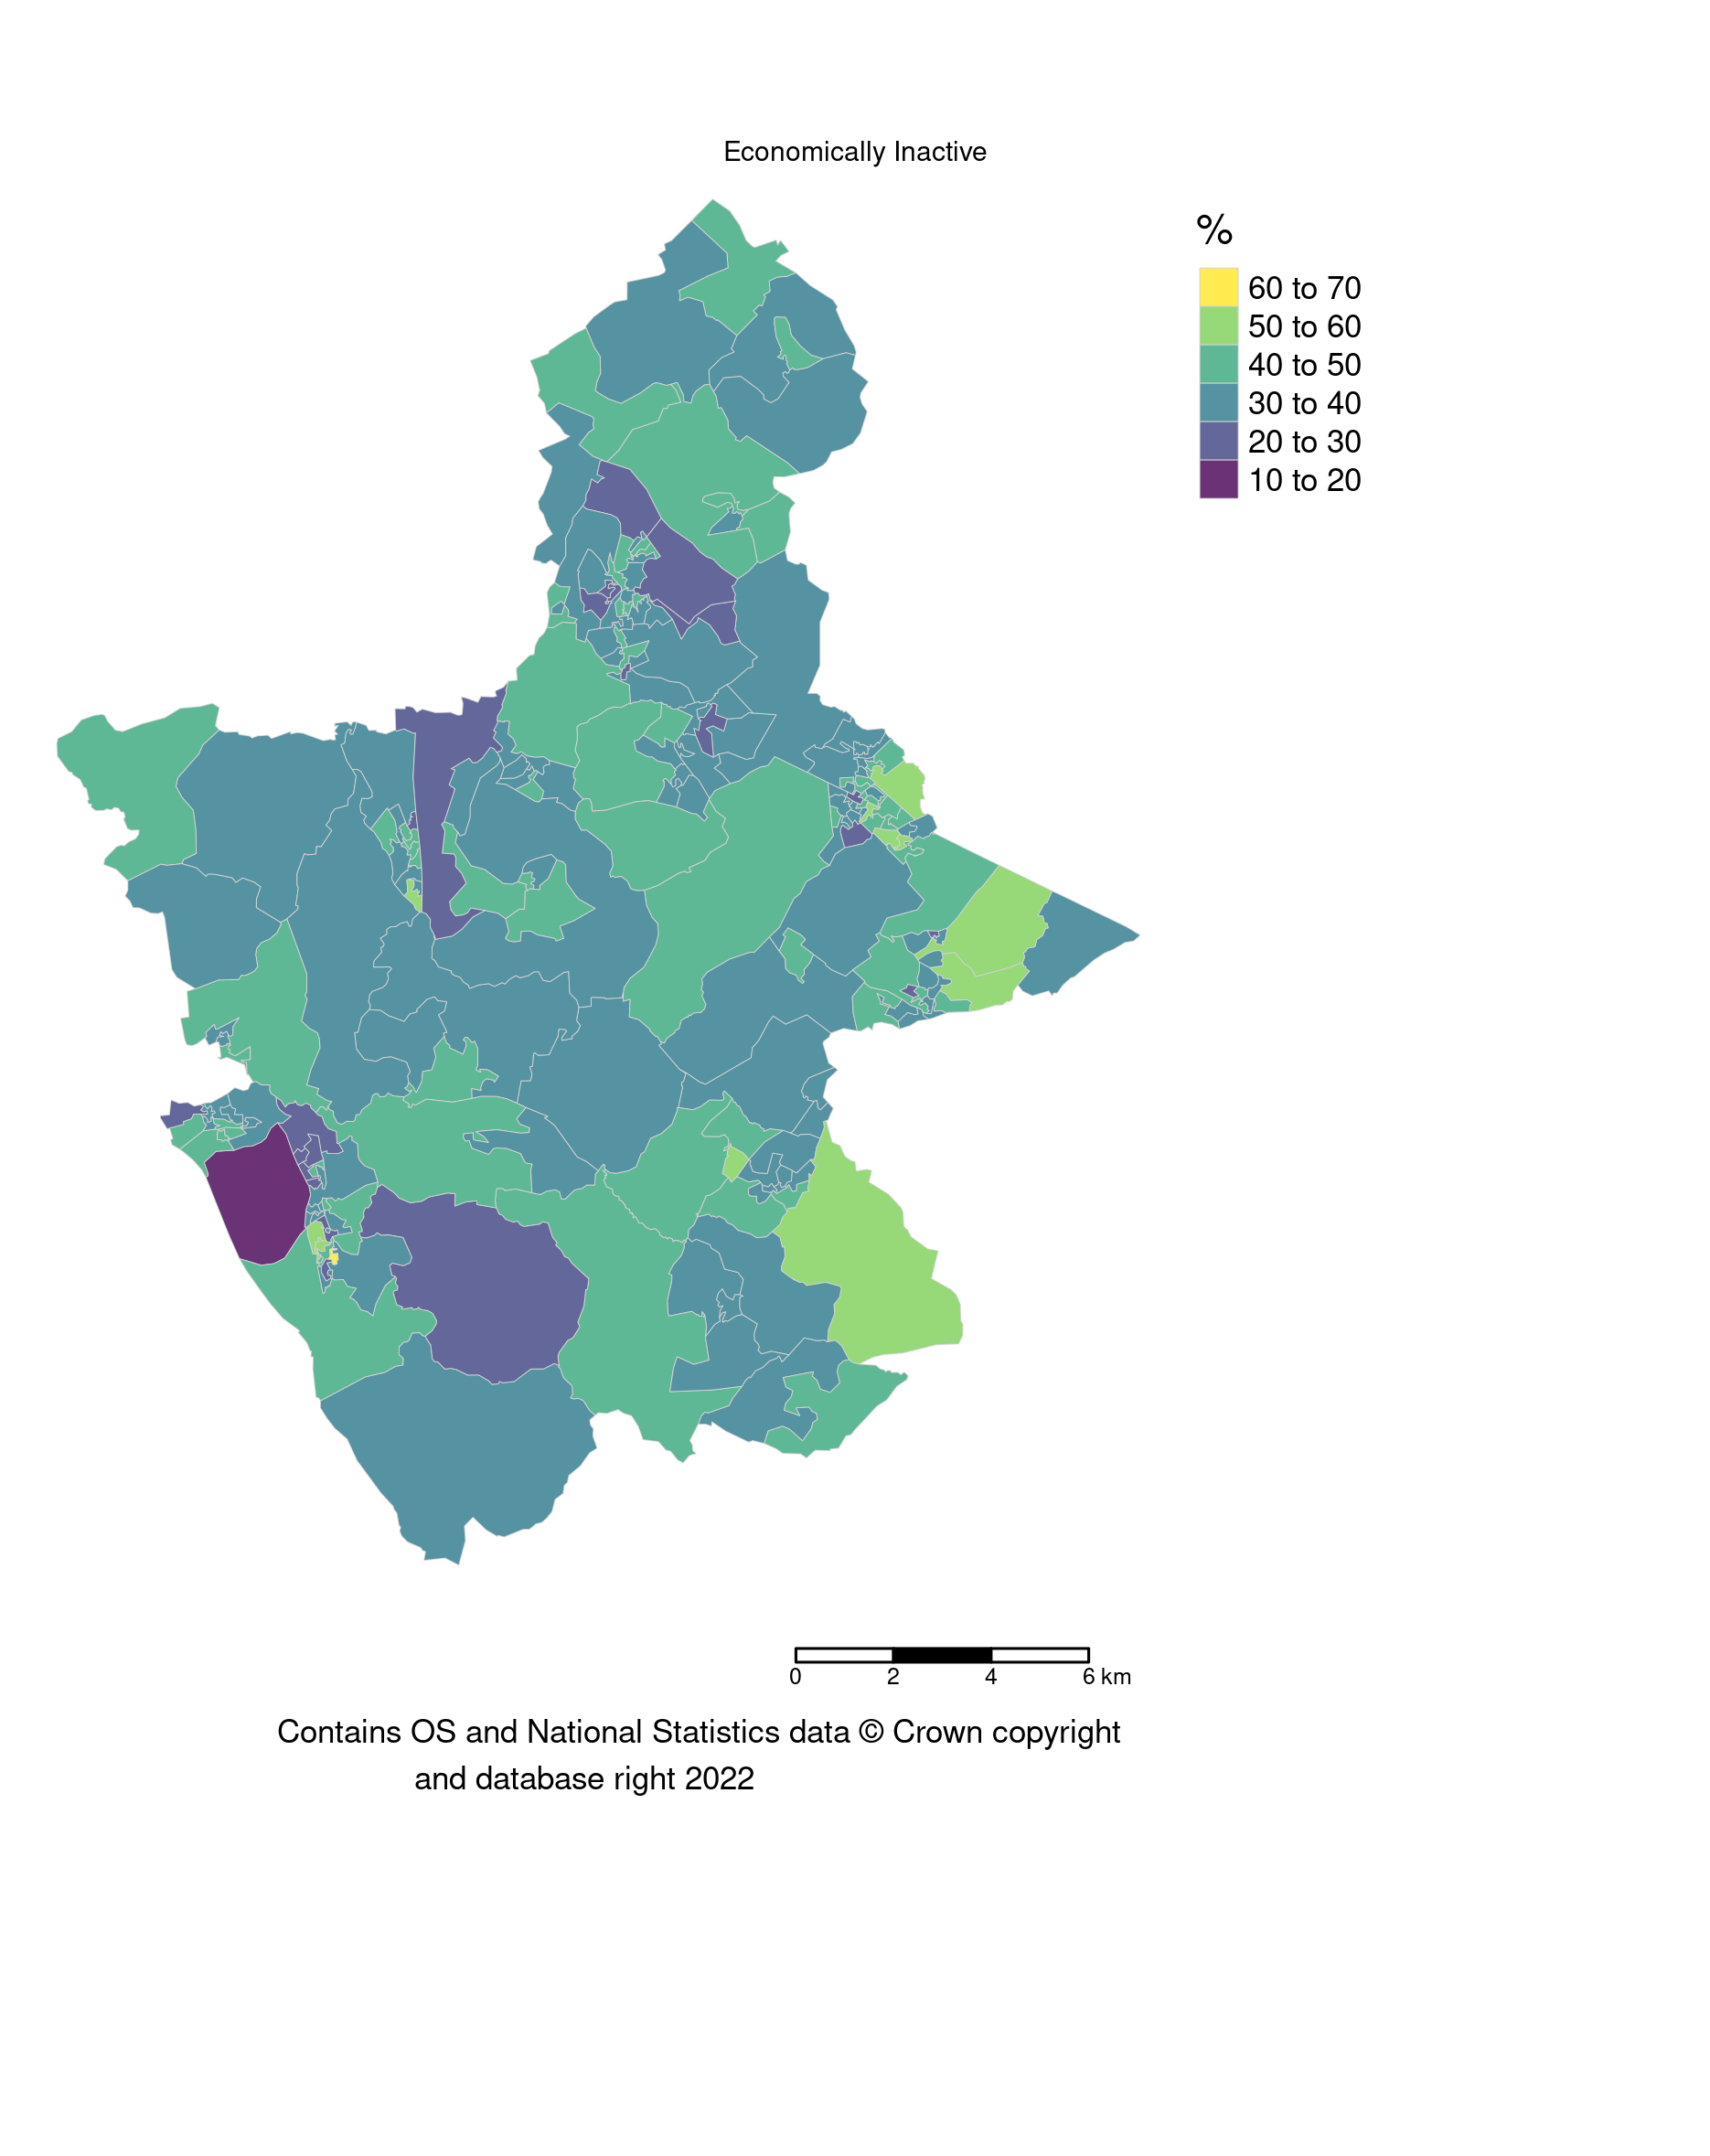 Economically Inactive
%
60 to 70
50 to 60
40 to 50
30 to 40
20 to 30
10 to 20
0 2 4 6 km
Contains OS and National Statistics data © Crown copyright
and database right 2022